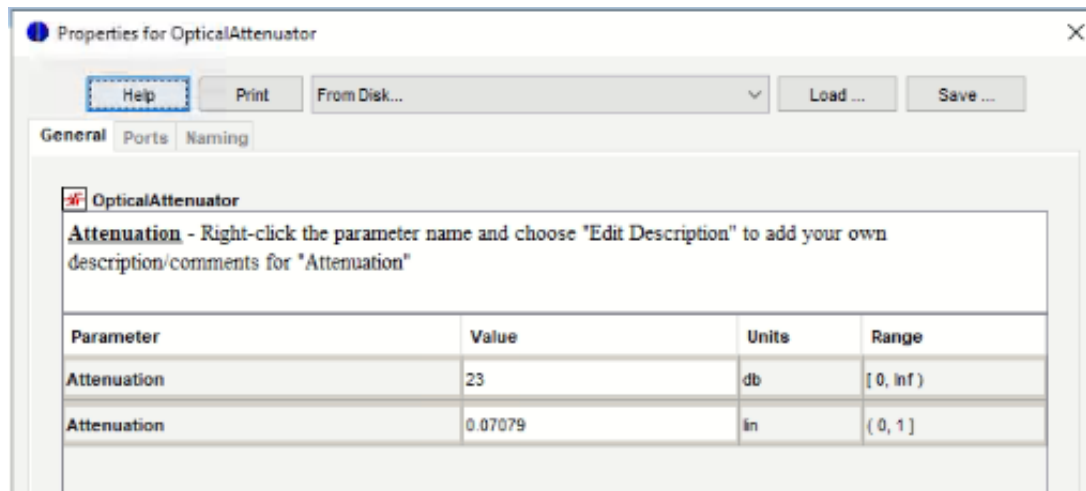 Properties for OpticalAttenuator
Help Print From Disk... Load ... Save ...
General Ports Naming
OpticalAttenuator
Attenuation - Right-click the parameter name and choose "Edit Description" to add your own
description/comments for "Attenuation"
Parameter Value Units Range
Attenuation 23 db [ 0, Inf )
Attenuation 0.07079 lin ( 0, 1 ]